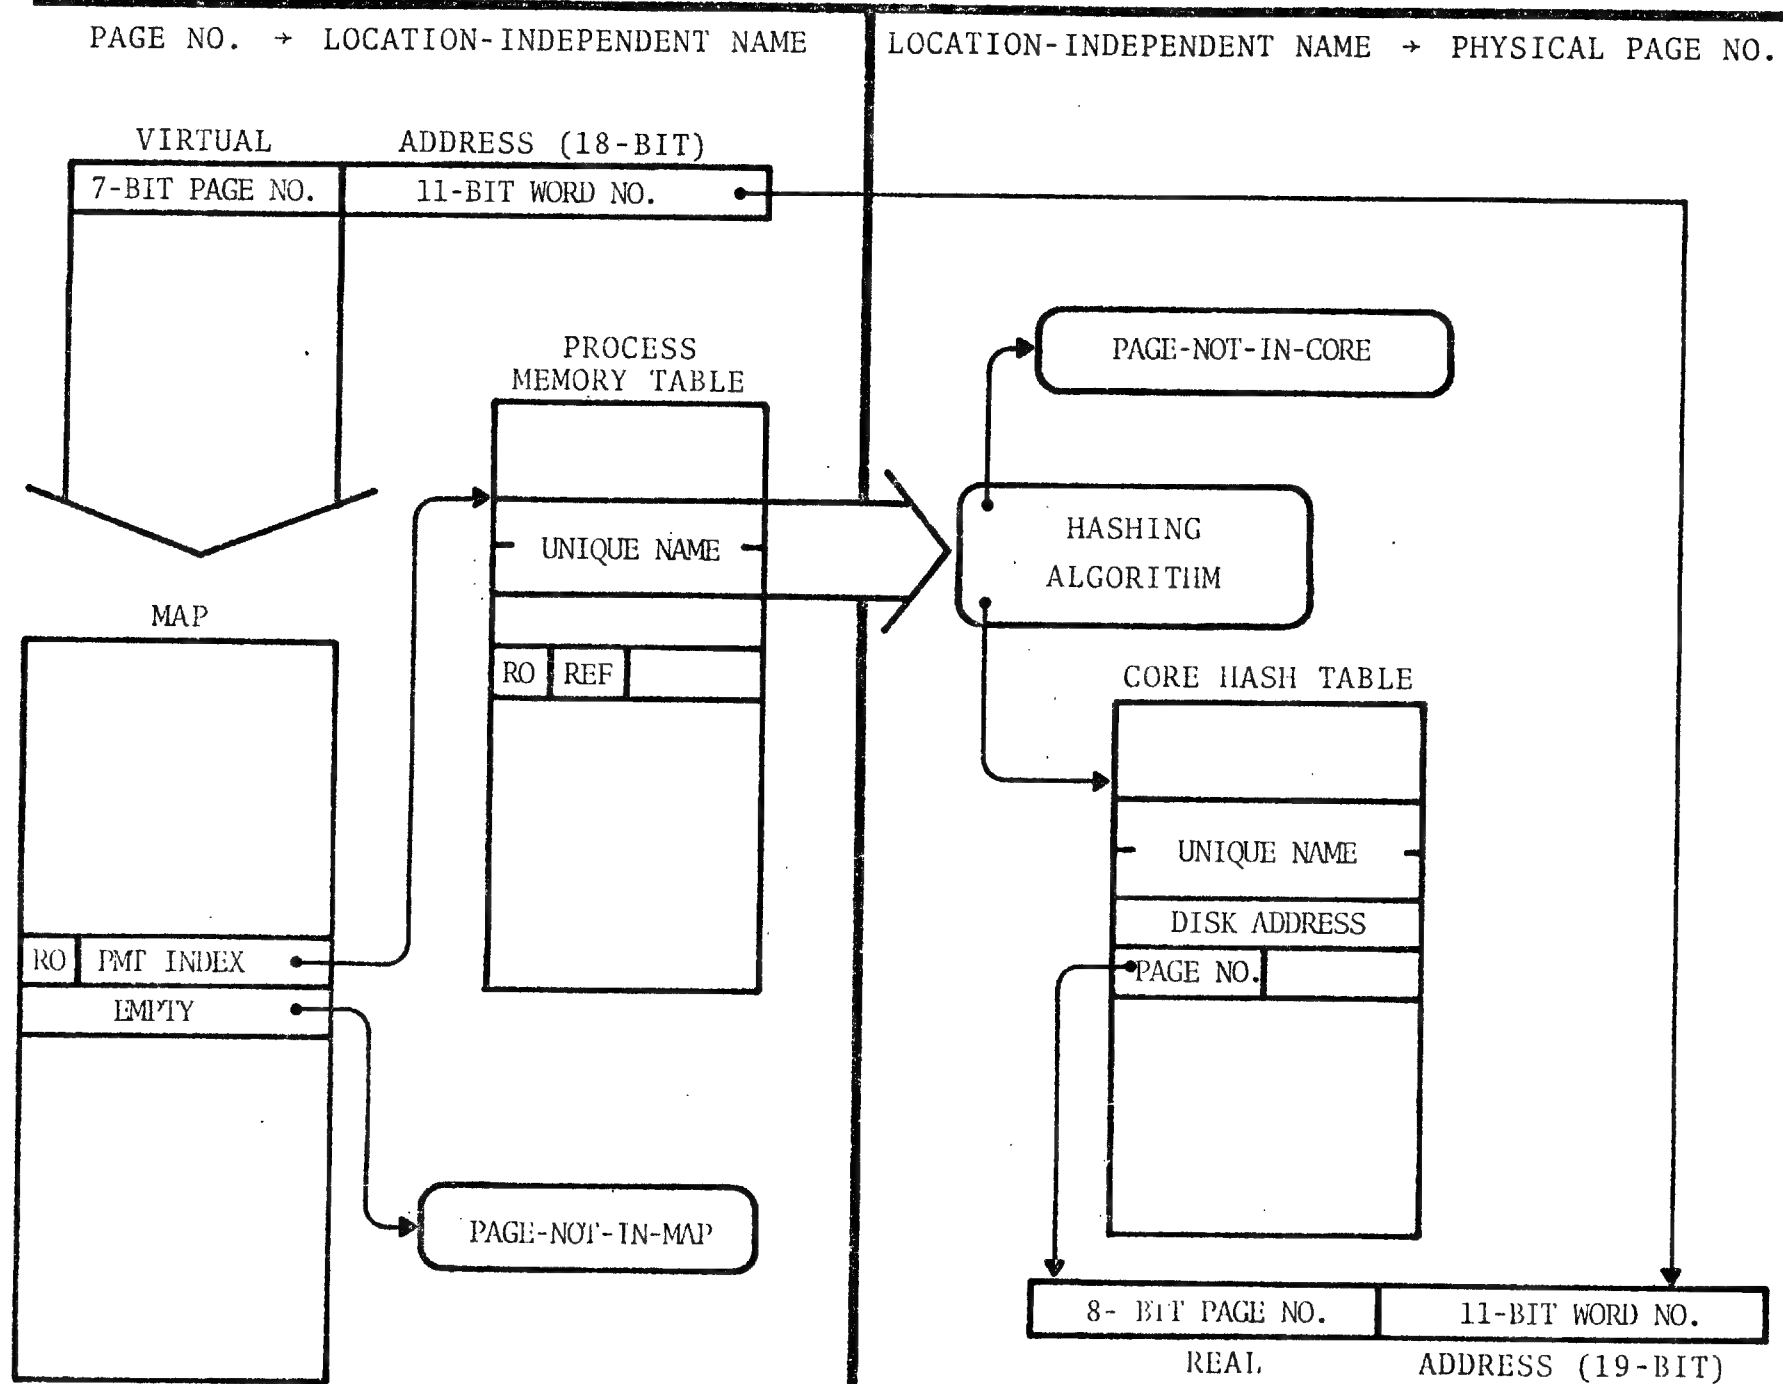 PAGE NO. → LOCATION-INDEPENDENT NAME
LOCATION-INDEPENDENT NAME → PHYSICAL PAGE NO.
VIRTUAL ADDRESS (18-BIT)
7-BIT PAGE NO. 11-BIT WORD NO.
PROCESS
MEMORY TABLE
UNIQUE NAME
RO REF
MAP
RO PMT INDEX
EMPTY
PAGE-NOT-IN-MAP
PAGE-NOT-IN-CORE
HASHING
ALGORITHM
CORE HASH TABLE
UNIQUE NAME
DISK ADDRESS
PAGE NO.
8- BIT PAGE NO. 11-BIT WORD NO.
REAL ADDRESS (19-BIT)